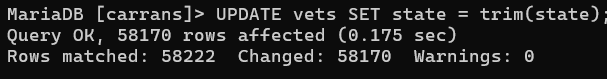 MariaDB [carrans]> UPDATE vets SET state = trim(state);
Query OK, 58170 rows affected (0.175 sec)
Rows matched: 58222  Changed: 58170  Warnings: 0